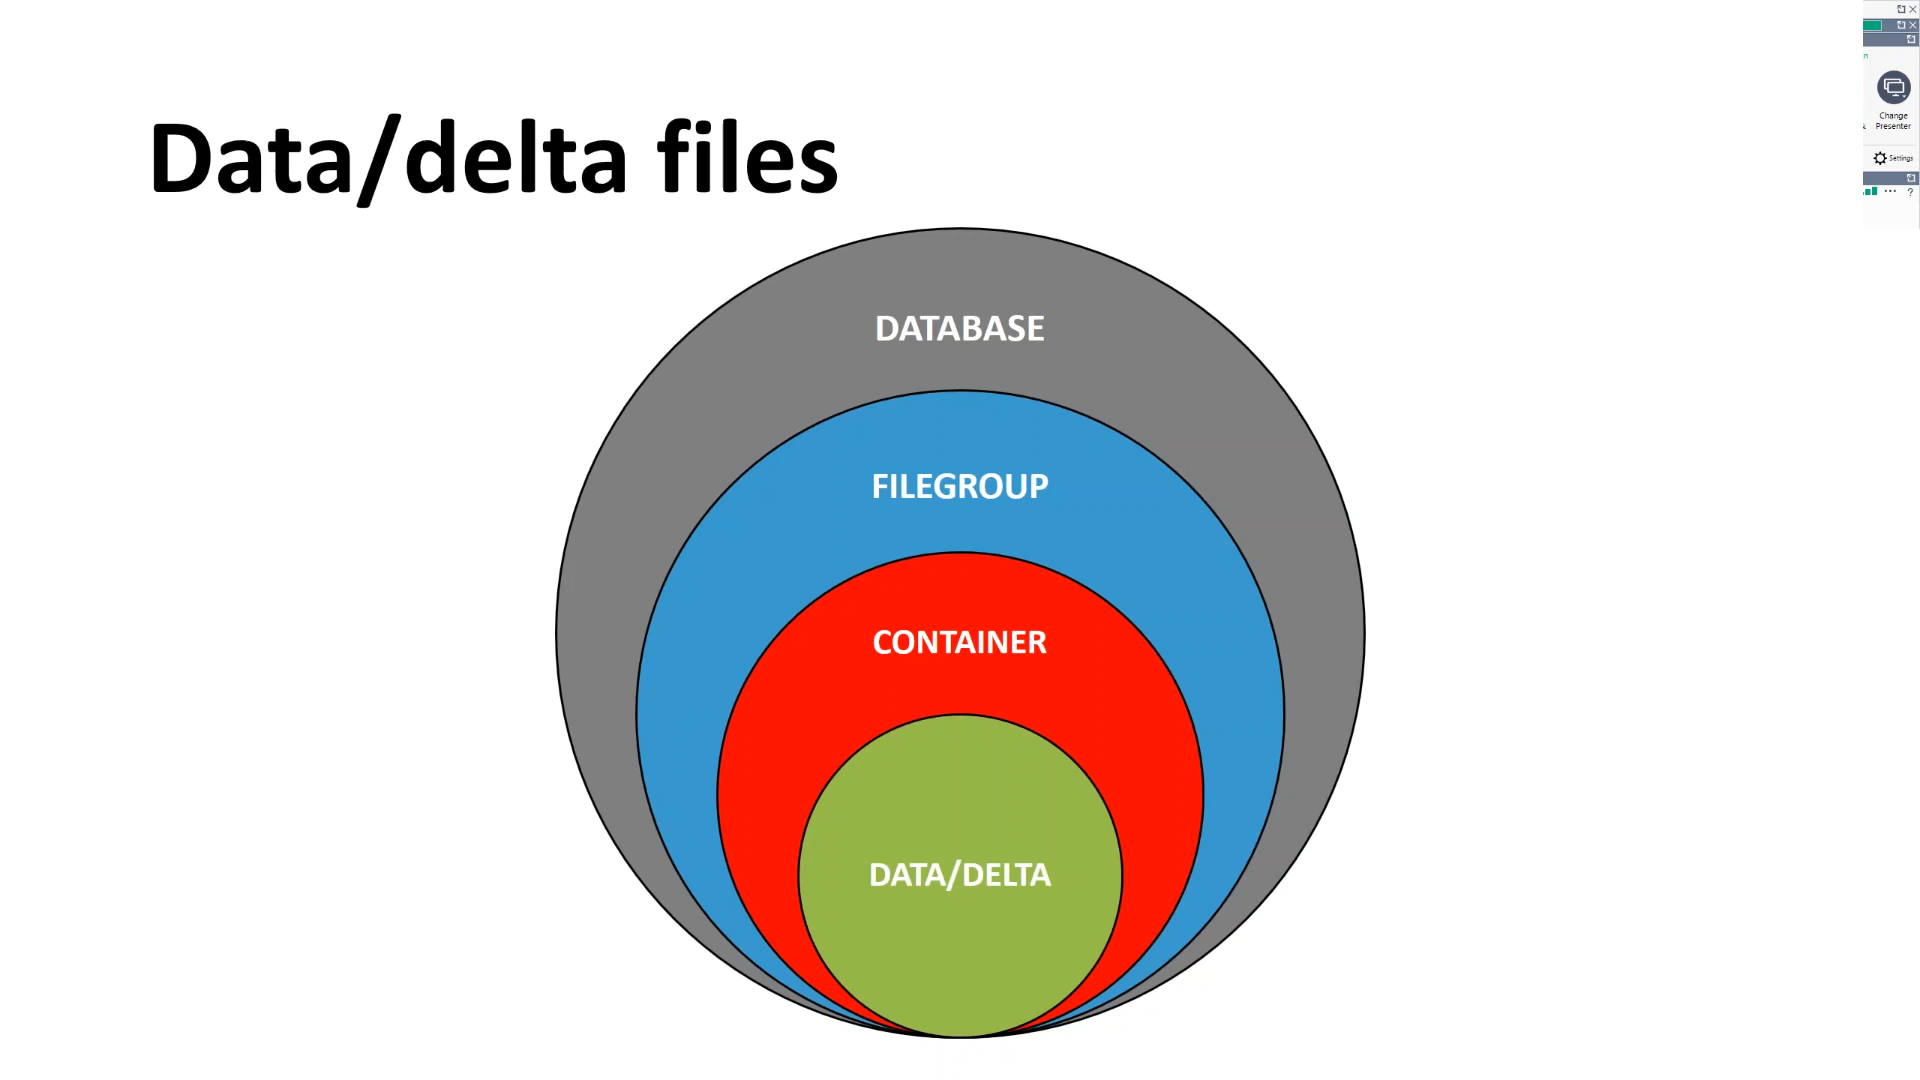 Data/delta files
DATABASE
FILEGROUP
CONTAINER
DATA/DELTA
Change
Presenter
Settings
?